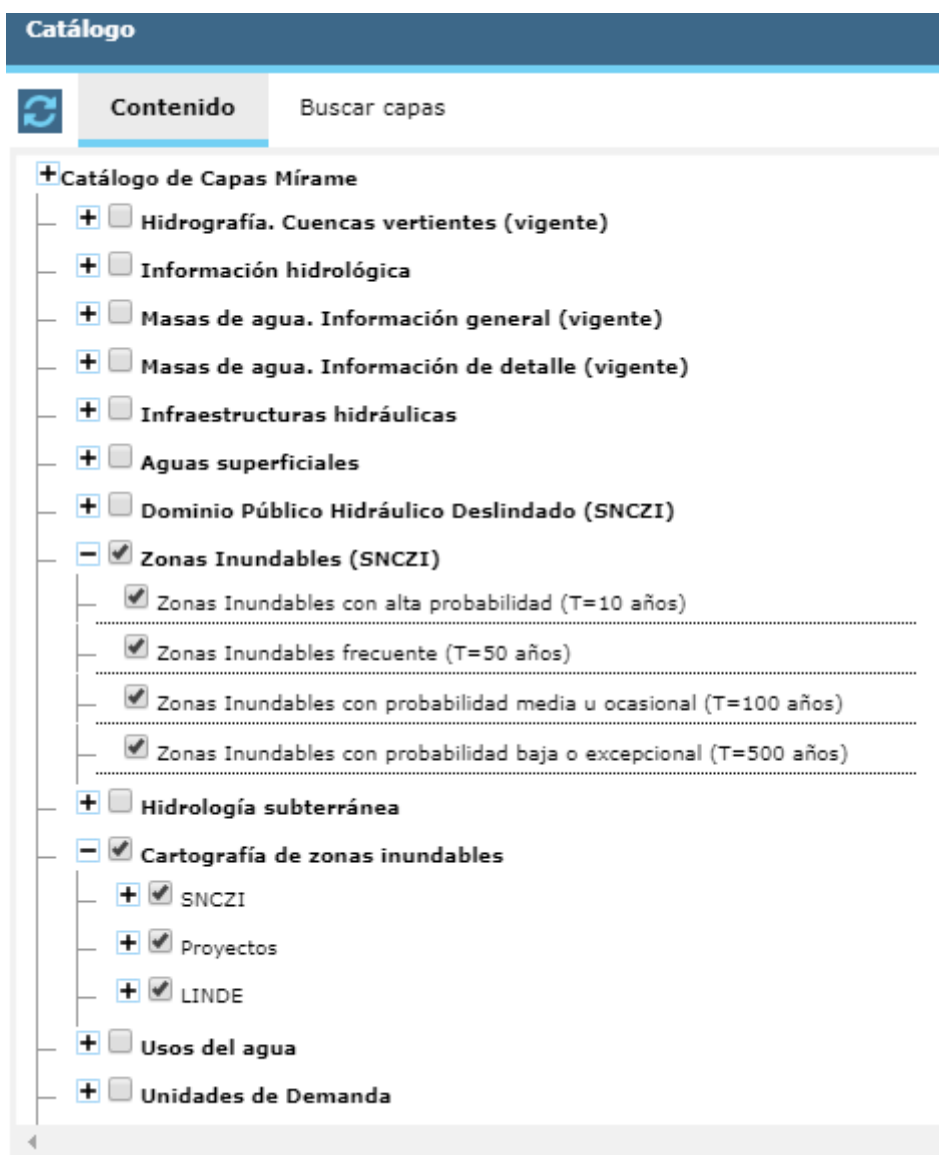 Catálogo
Contenido
Buscar capas
Catálogo de Capas Mírame
Hidrografía. Cuencas vertientes (vigente)
Información hidrológica
Masas de agua. Información general (vigente)
Masas de agua. Información de detalle (vigente)
Infraestructuras hidráulicas
Aguas superficiales
Dominio Público Hidráulico Deslindado (SNCZI)
Zonas Inundables (SNCZI)
Zonas Inundables con alta probabilidad (T=10 años)
Zonas Inundables frecuente (T=50 años)
Zonas Inundables con probabilidad media u ocasional (T=100 años)
Zonas Inundables con probabilidad baja o excepcional (T=500 años)
Hidrología subterránea
Cartografía de zonas inundables
SNCZI
Proyectos
LINDE
Usos del agua
Unidades de Demanda